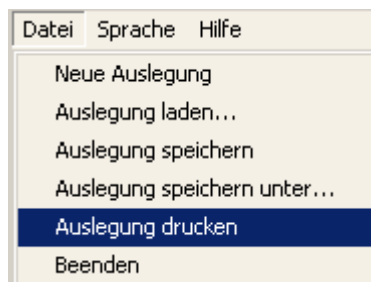 Datei Sprache Hilfe
Neue Auslegung
Auslegung laden...
Auslegung speichern
Auslegung speichern unter...
Auslegung drucken
Beenden